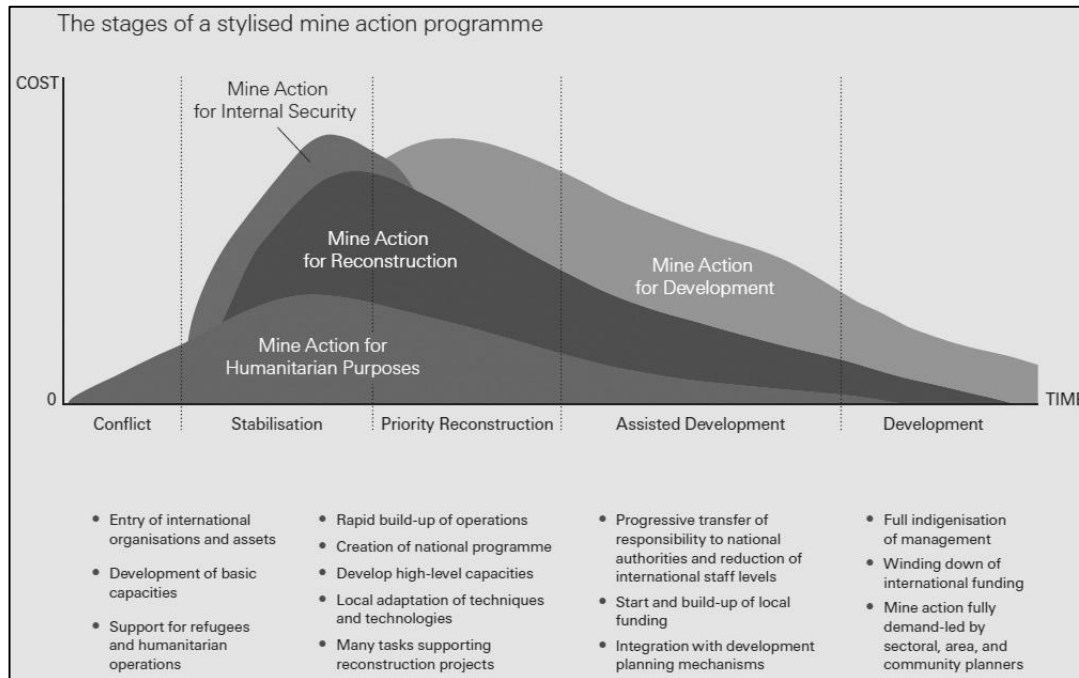 The stages of a stylised mine action programme
COST
Mine Action
for Internal Security
Mine Action
for Reconstruction
Mine Action
for Development
Mine Action for
Humanitarian Purposes
0
TIME
Conflict
Stabilisation
Priority Reconstruction
Assisted Development
Development
• Entry of international
organisations and assets
• Development of basic
capacities
• Support for refugees
and humanitarian
operations
• Rapid build-up of operations
• Creation of national programme
• Develop high-level capacities
• Local adaptation of techniques
and technologies
• Many tasks supporting
reconstruction projects
• Progressive transfer of
responsibility to national
authorities and reduction of
international staff levels
• Start and build-up of local
funding
• Integration with development
planning mechanisms
• Full indigenisation
of management
• Winding down of
international funding
• Mine action fully
demand-led by
sectoral, area, and
community planners